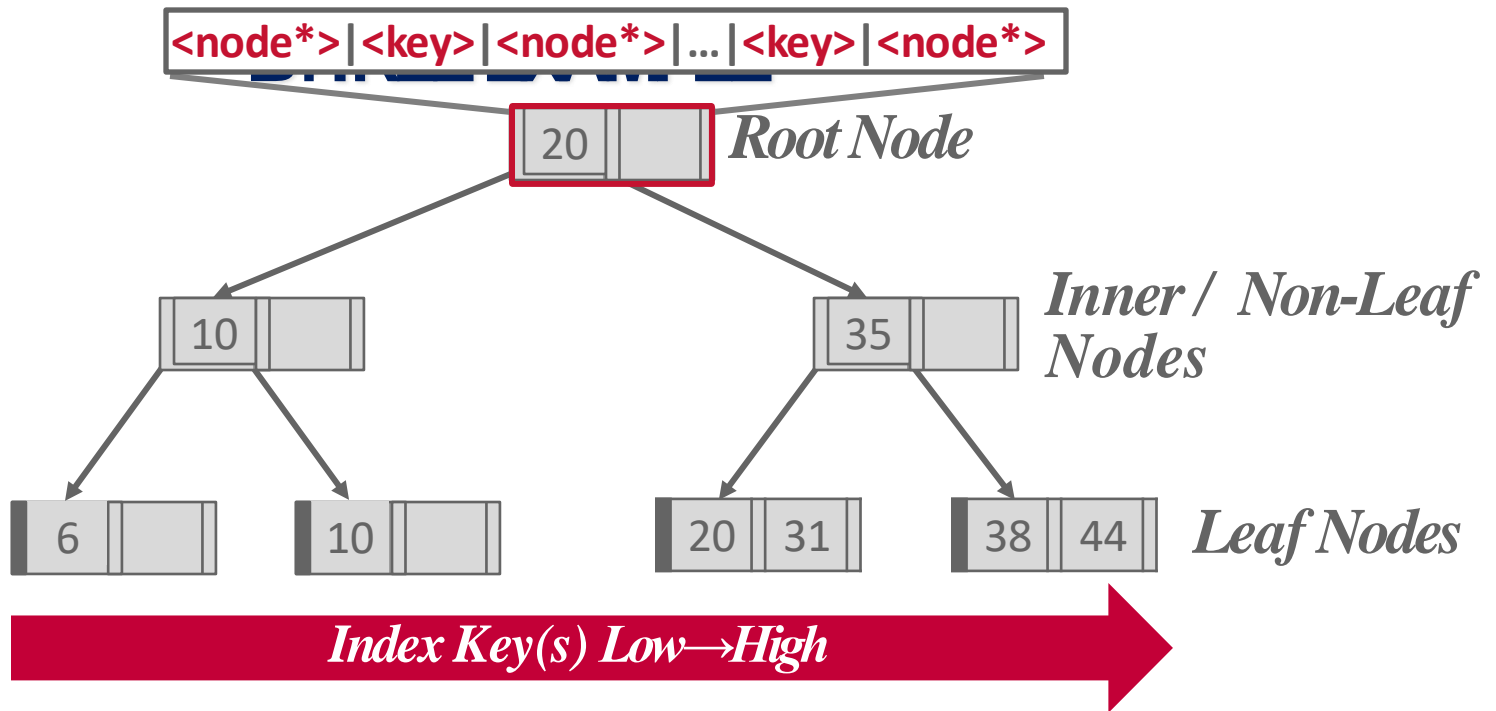 <node*>|<key>|<node*>|...|<key>|<node*>
20
Root Node
10
35
Inner / Non-Leaf
Nodes
6
10
20 31
38 44
Leaf Nodes
Index Key(s) Low→High